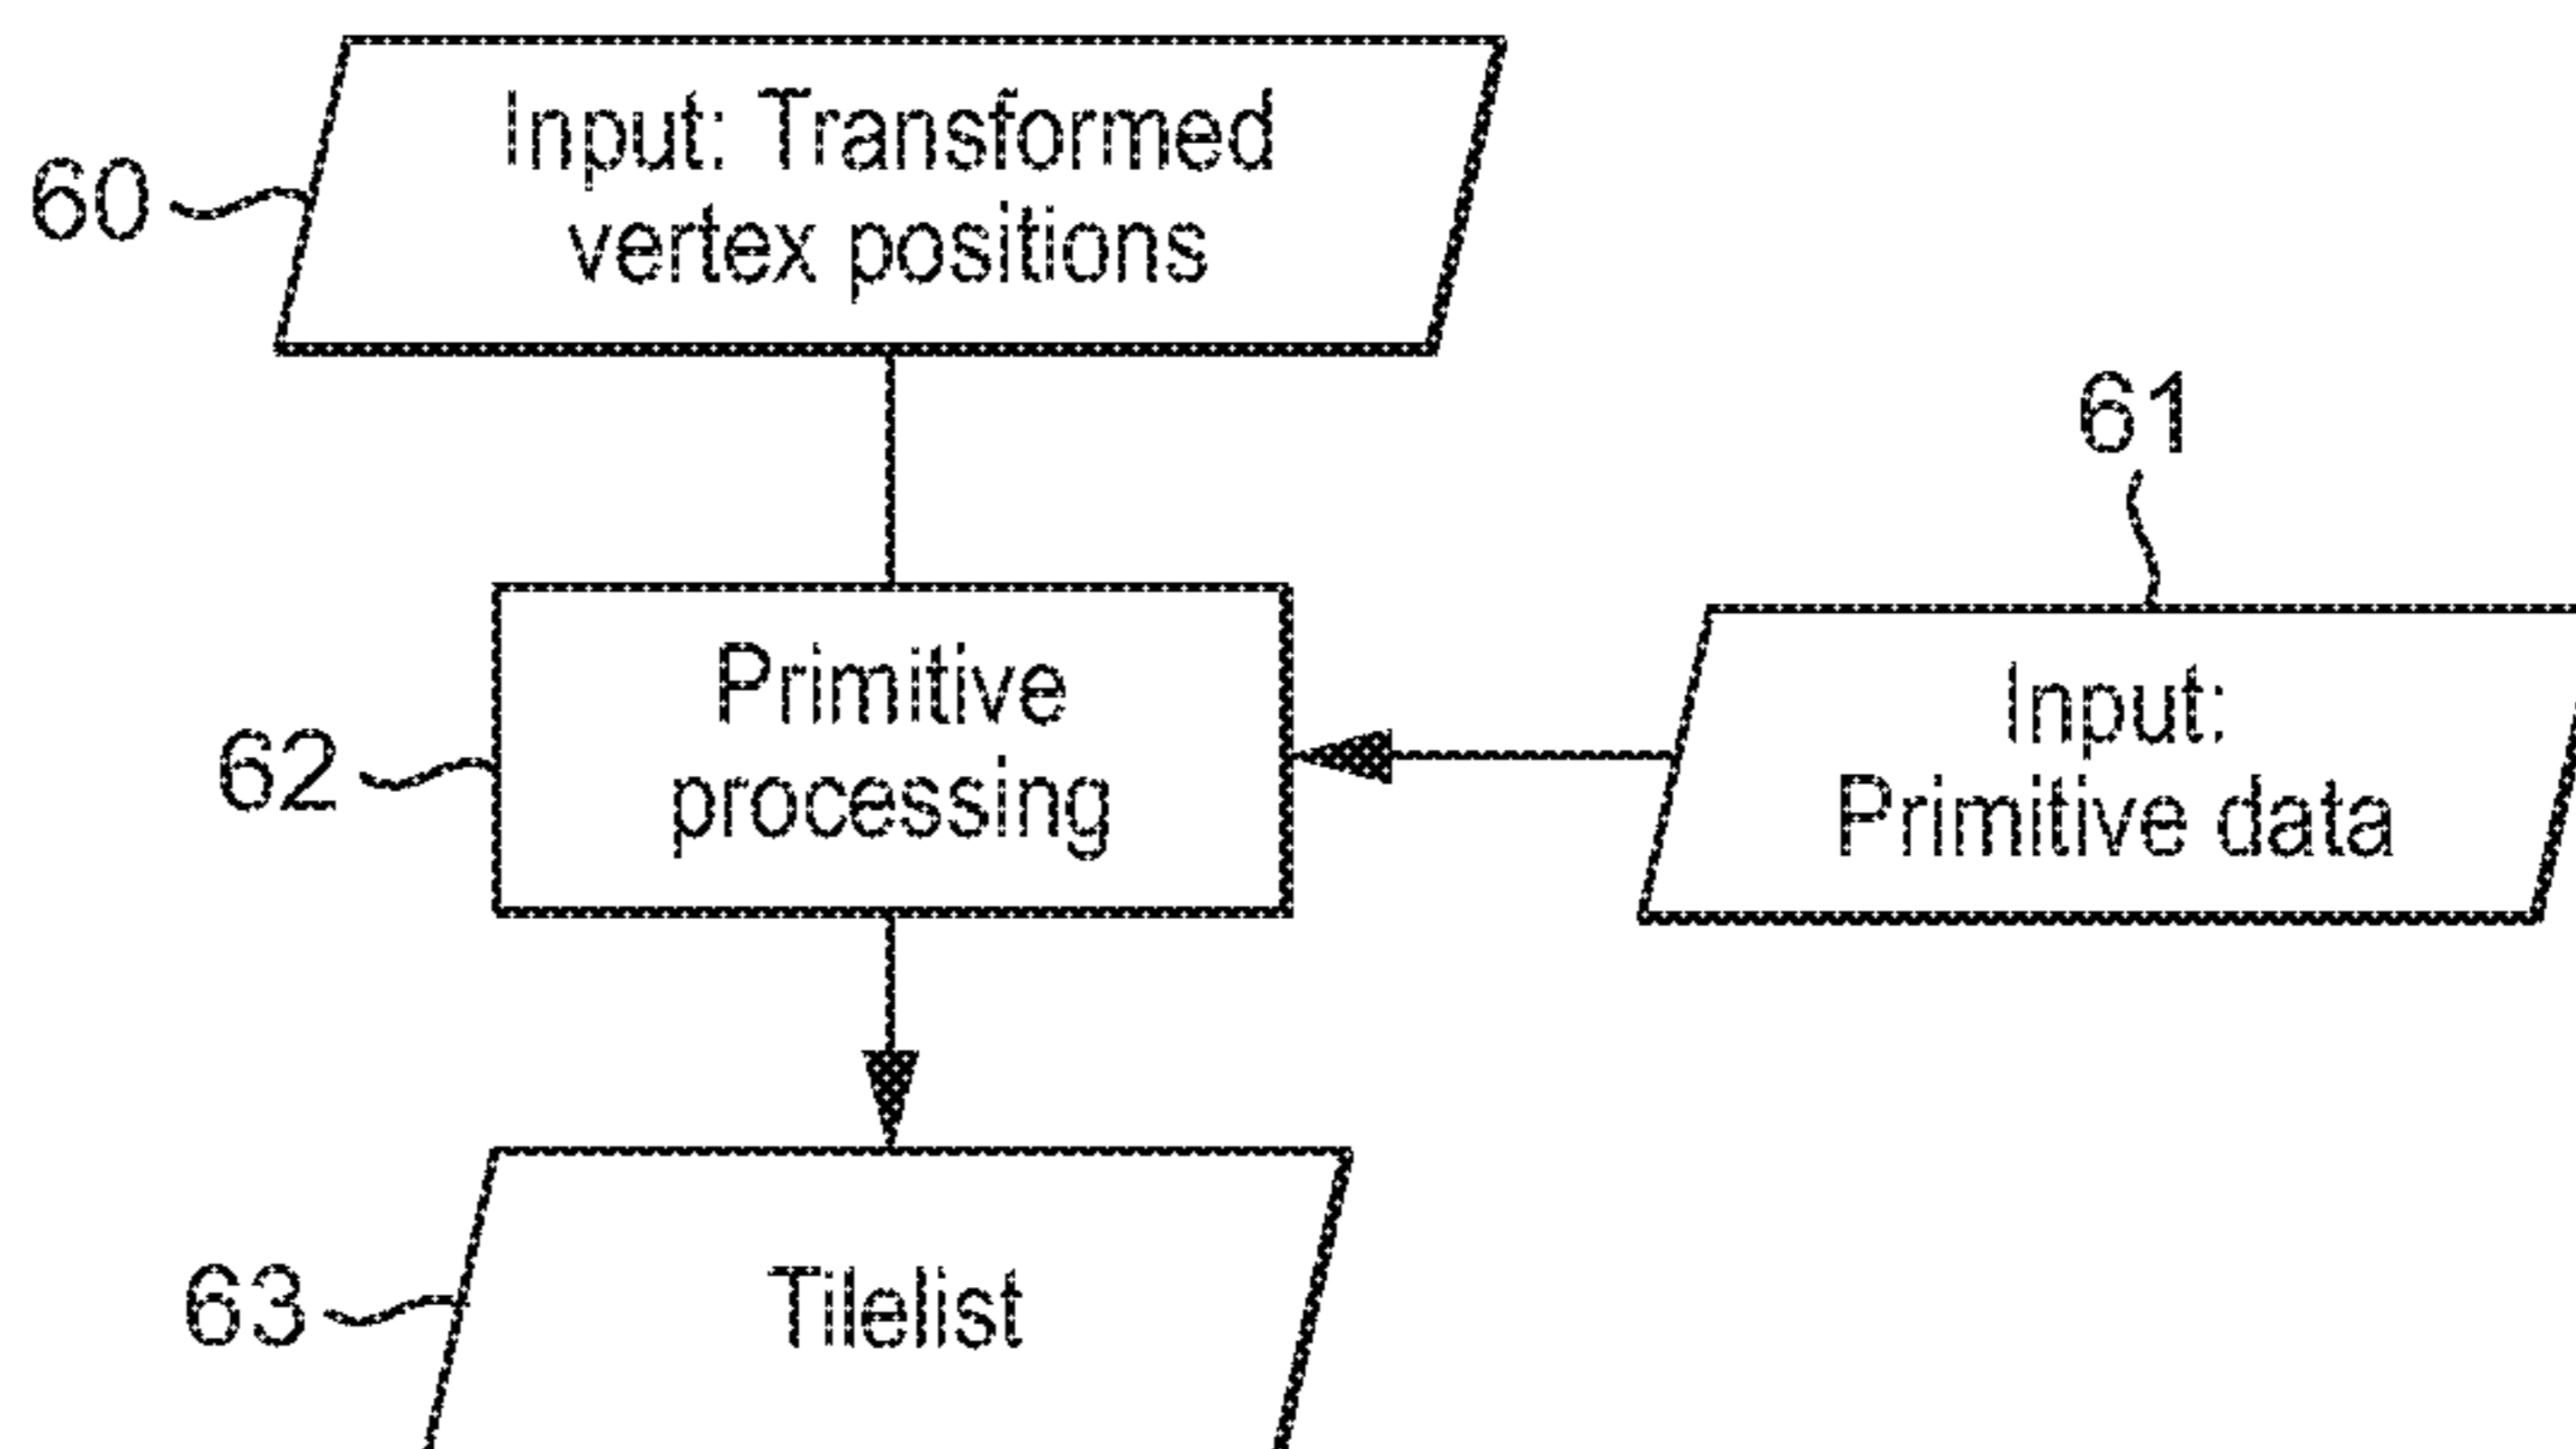 60
Input: Transformed
vertex positions
61
62
Primitive
processing
Input:
Primitive data
63
Tilelist